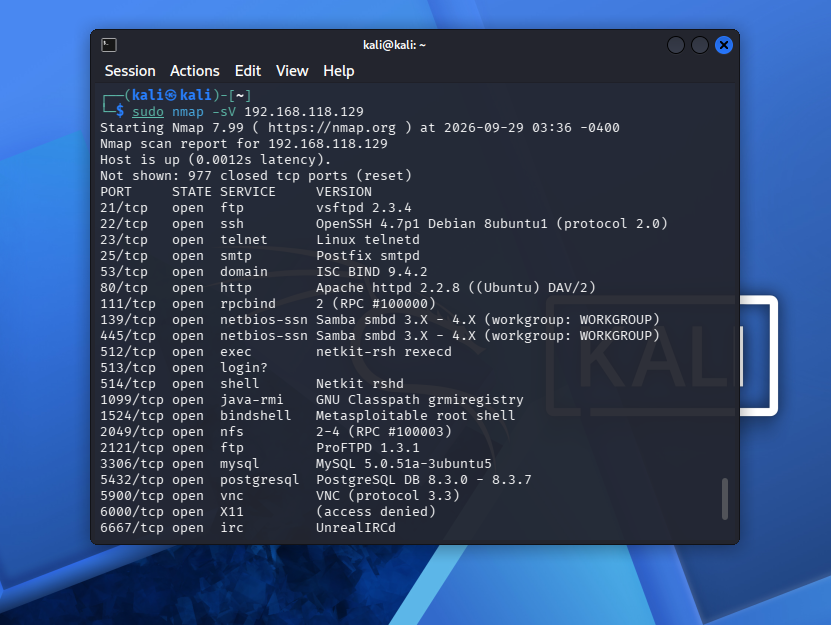 kali@kali: ~
Session Actions Edit View Help
┌──(kali㉿kali)-[~]
└─$ sudo nmap -sV 192.168.118.129
Starting Nmap 7.99 ( https://nmap.org ) at 2026-09-29 03:36 -0400
Nmap scan report for 192.168.118.129
Host is up (0.0012s latency).
Not shown: 977 closed tcp ports (reset)
PORT     STATE SERVICE     VERSION
21/tcp   open  ftp         vsftpd 2.3.4
22/tcp   open  ssh         OpenSSH 4.7p1 Debian 8ubuntu1 (protocol 2.0)
23/tcp   open  telnet      Linux telnetd
25/tcp   open  smtp        Postfix smtpd
53/tcp   open  domain      ISC BIND 9.4.2
80/tcp   open  http        Apache httpd 2.2.8 ((Ubuntu) DAV/2)
111/tcp  open  rpcbind     2 (RPC #100000)
139/tcp  open  netbios-ssn Samba smbd 3.X - 4.X (workgroup: WORKGROUP)
445/tcp  open  netbios-ssn Samba smbd 3.X - 4.X (workgroup: WORKGROUP)
512/tcp  open  exec        netkit-rsh rexecd
513/tcp  open  login?
514/tcp  open  shell       Netkit rshd
1099/tcp open  java-rmi    GNU Classpath grmiregistry
1524/tcp open  bindshell   Metasploitable root shell
2049/tcp open  nfs         2-4 (RPC #100003)
2121/tcp open  ftp         ProFTPD 1.3.1
3306/tcp open  mysql       MySQL 5.0.51a-3ubuntu5
5432/tcp open  postgresql  PostgreSQL DB 8.3.0 - 8.3.7
5900/tcp open  vnc         VNC (protocol 3.3)
6000/tcp open  X11         (access denied)
6667/tcp open  irc         UnrealIRCd
KALI